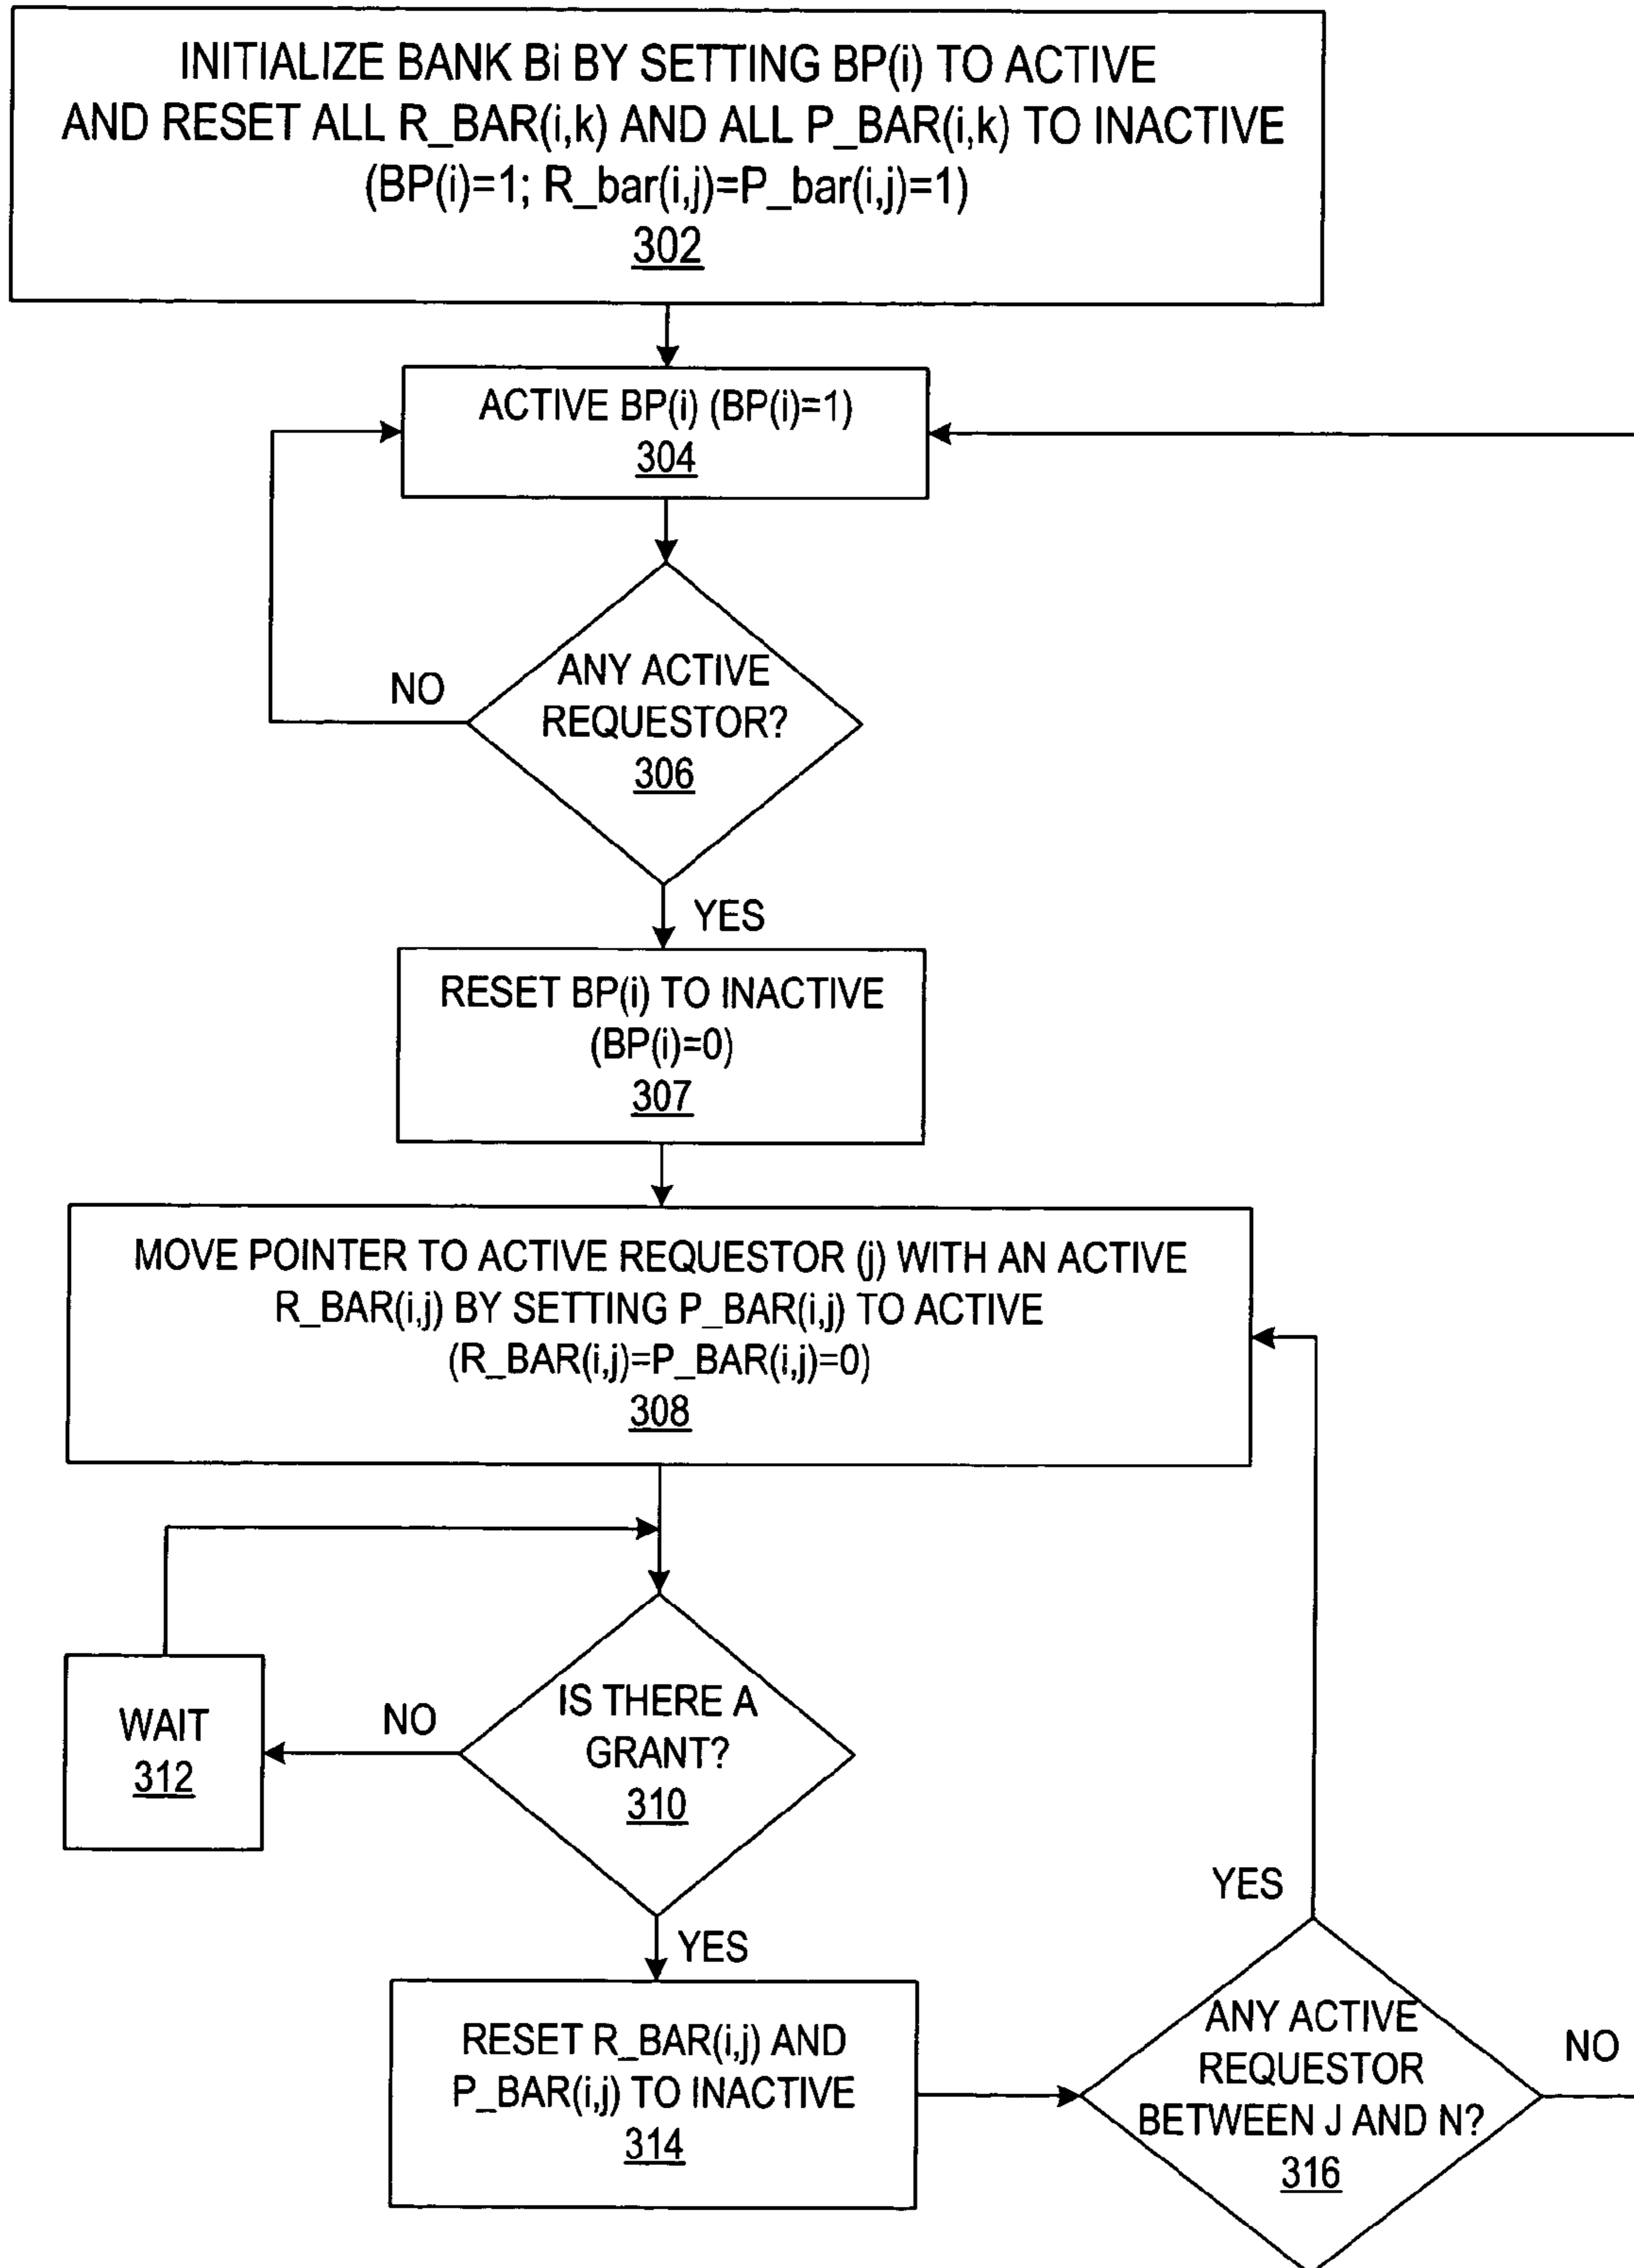 INITIALIZE BANK Bi BY SETTING BP(i) TO ACTIVE
AND RESET ALL R_BAR(i,k) AND ALL P_BAR(i,k) TO INACTIVE
(BP(i)=1; R_bar(i,j)=P_bar(i,j)=1)
302
ACTIVE BP(i) (BP(i)=1)
304
NO
ANY ACTIVE
REQUESTOR?
306
YES
RESET BP(i) TO INACTIVE
(BP(i)=0)
307
MOVE POINTER TO ACTIVE REQUESTOR (j) WITH AN ACTIVE
R_BAR(i,j) BY SETTING P_BAR(i,j) TO ACTIVE
(R_BAR(i,j)=P_BAR(i,j)=0)
308
WAIT
312
NO
IS THERE A
GRANT?
310
YES
YES
RESET R_BAR(i,j) AND
P_BAR(i,j) TO INACTIVE
314
ANY ACTIVE
REQUESTOR
BETWEEN J AND N?
316
NO